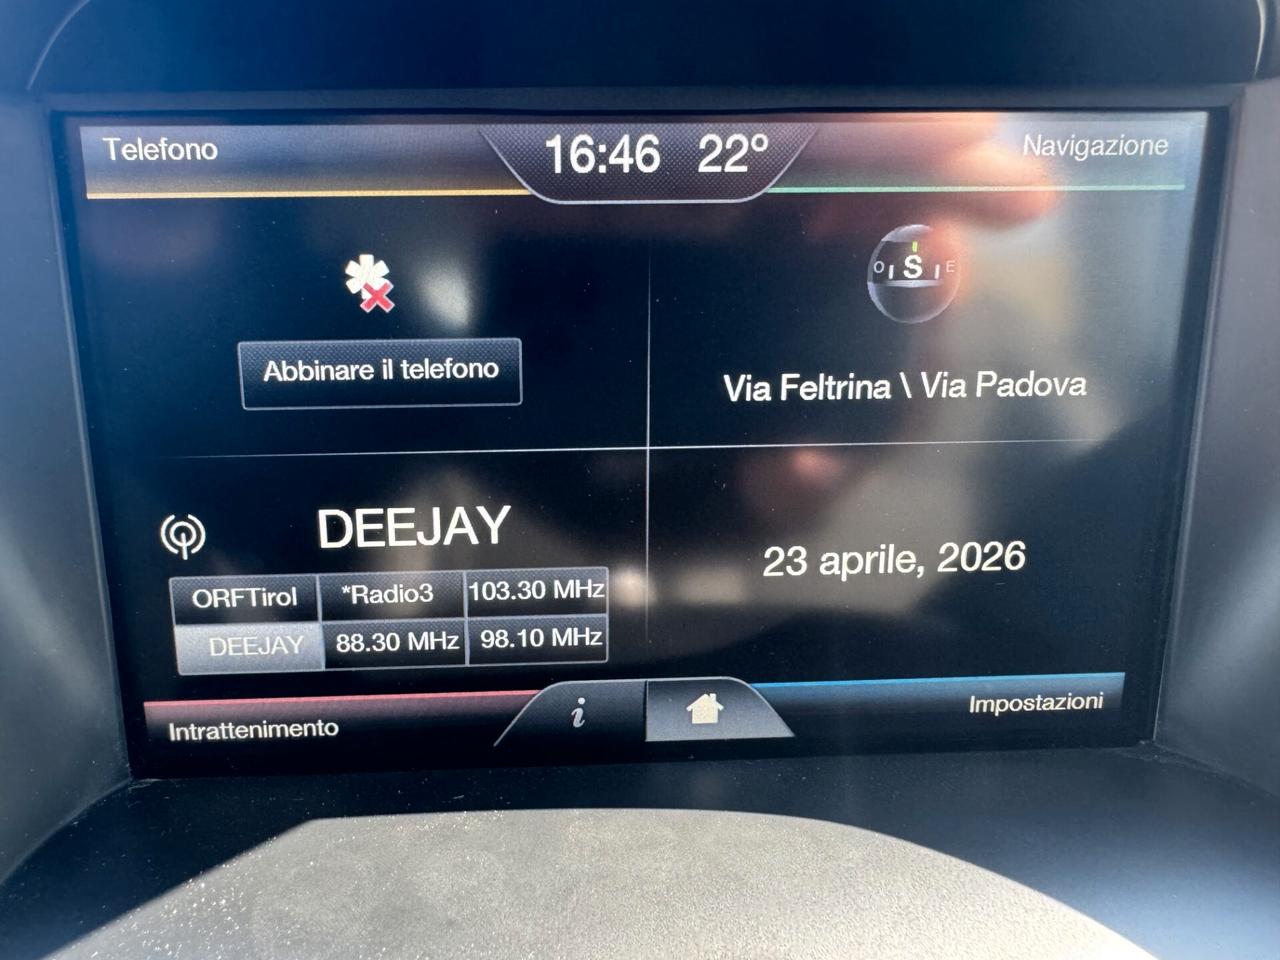 Telefono
16:46 22º
Navigazione
O S E
Abbinare il telefono
Via Feltrina \ Via Padova
DEEJAY
ORFTirol *Radio3 103.30 MHz
DEEJAY 88.30 MHz 98.10 MHz
23 aprile, 2026
Intrattenimento
i
Impostazioni